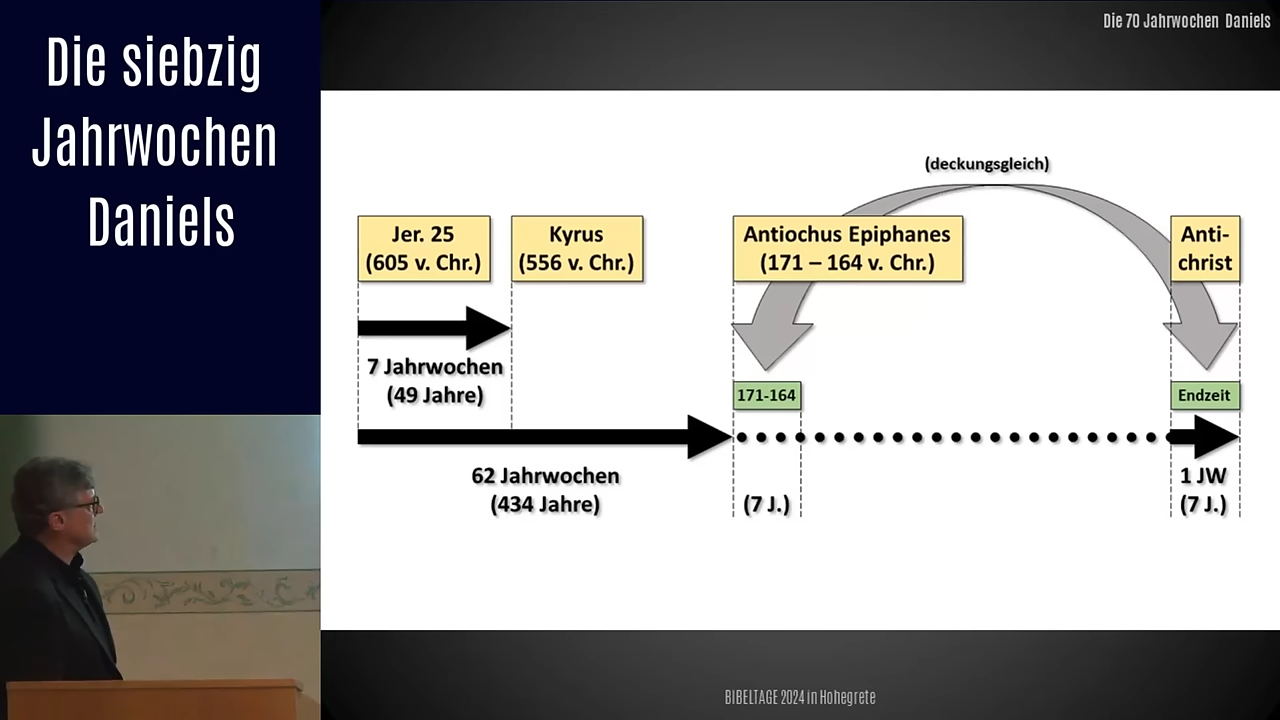 Die siebzig
Jahrwochen
Daniels
Die 70 Jahrwochen Daniels
(deckungsgleich)
Jer. 25
(605 v. Chr.)
Kyrus
(556 v. Chr.)
Antiochus Epiphanes
(171 – 164 v. Chr.)
Anti-
christ
7 Jahrwochen
(49 Jahre)
171-164
Endzeit
62 Jahrwochen
(434 Jahre)
(7 J.)
1 JW
(7 J.)
BIBELTAGE 2024 in Hohegrete